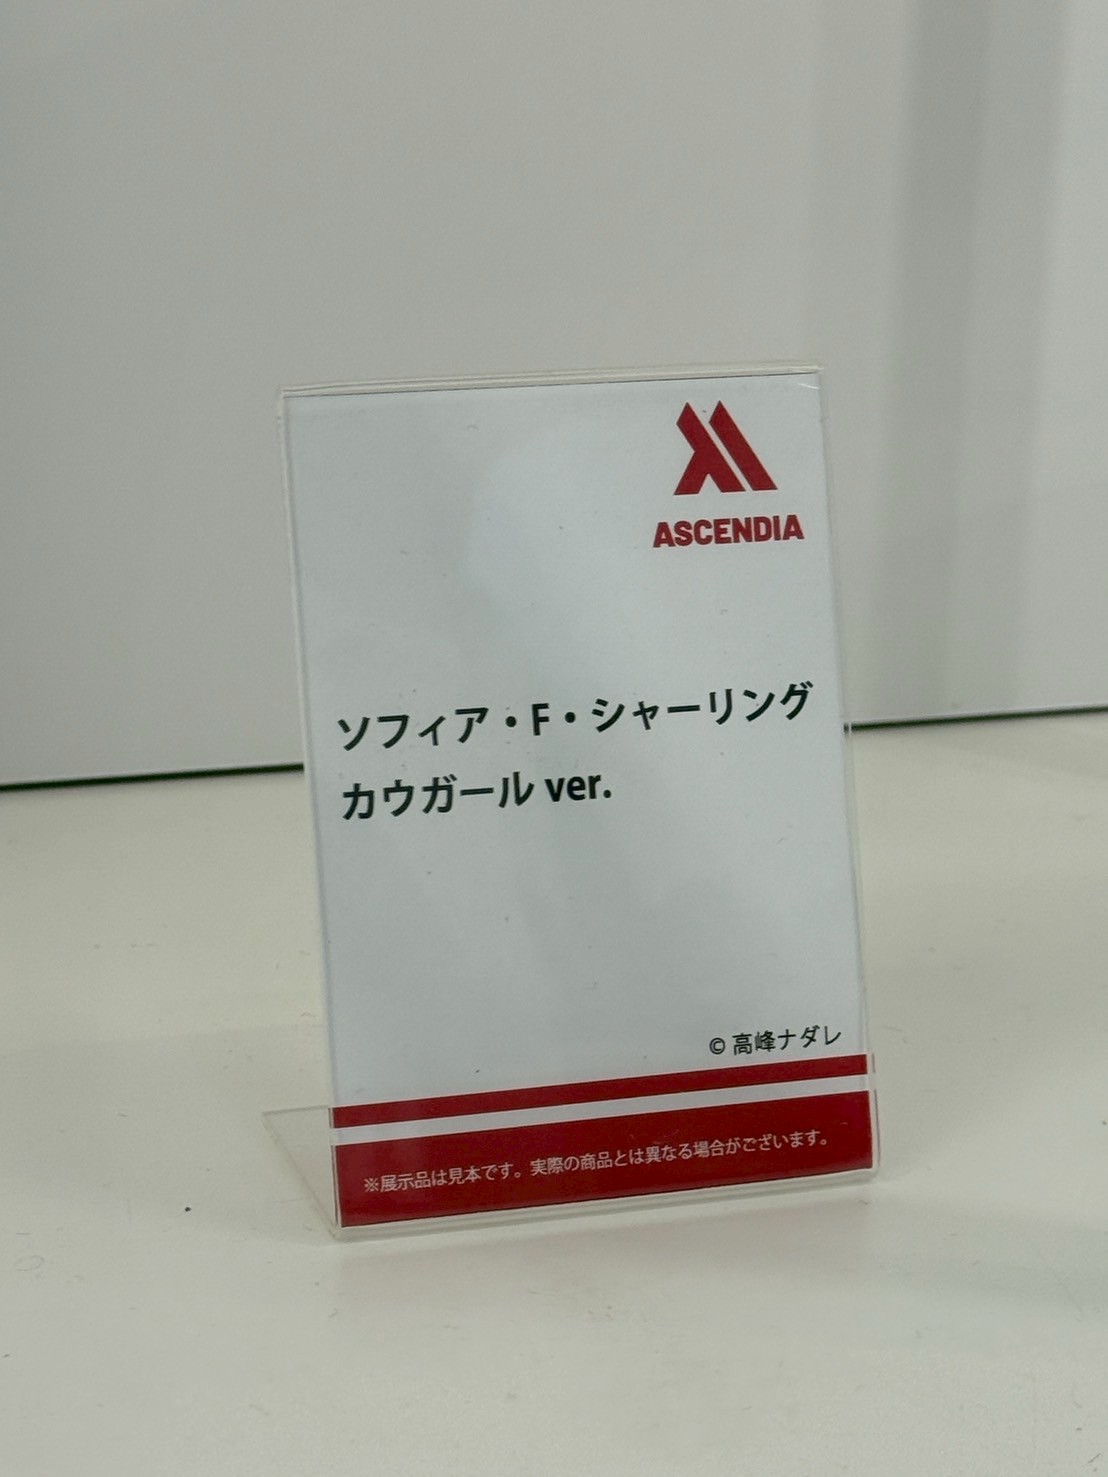 ASCENDIA
ソフィア・F・シャーリング
カウガール ver.
© 高峰ナダレ
※展示品は見本です。実際の商品とは異なる場合がございます。